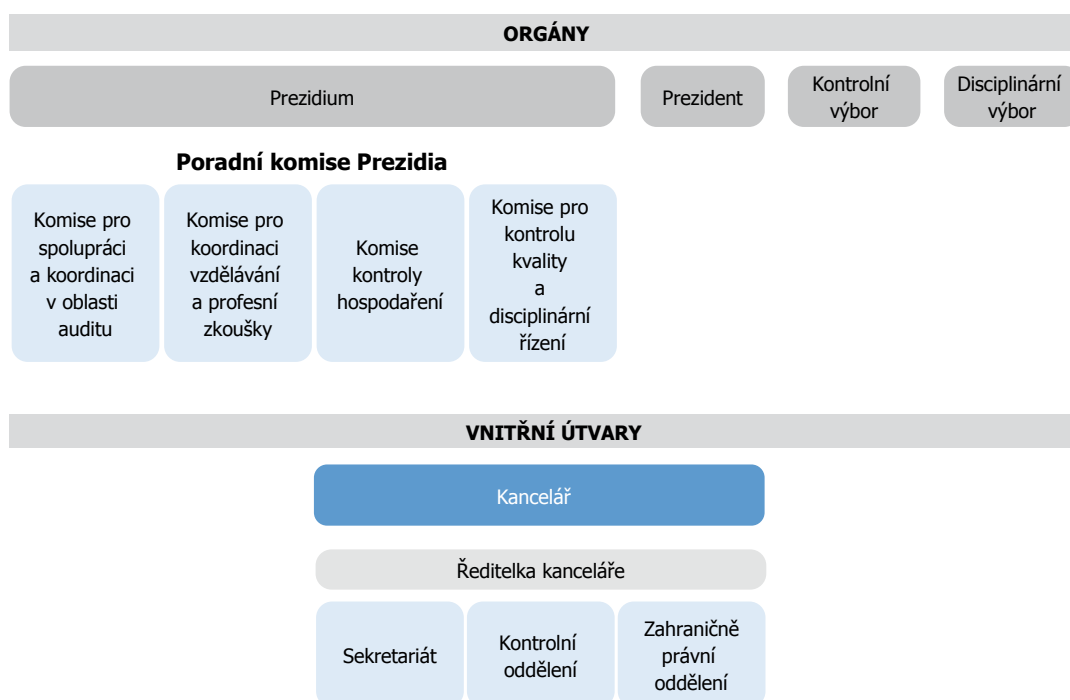 ORGÁNY
Prezidium
Prezident
Kontrolní
výbor
Disciplinární
výbor
Poradní komise Prezidia
Komise pro
spolupráci
a koordinaci
v oblasti
auditu
Komise pro
koordinaci
vzdělávání
a profesní
zkoušky
Komise
kontroly
hospodaření
Komise pro
kontrolu
kvality
a
disciplinární
řízení
VNITŘNÍ ÚTVARY
Kancelář
Ředitelka kanceláře
Sekretariát
Kontrolní
oddělení
Zahraničně
právní
oddělení